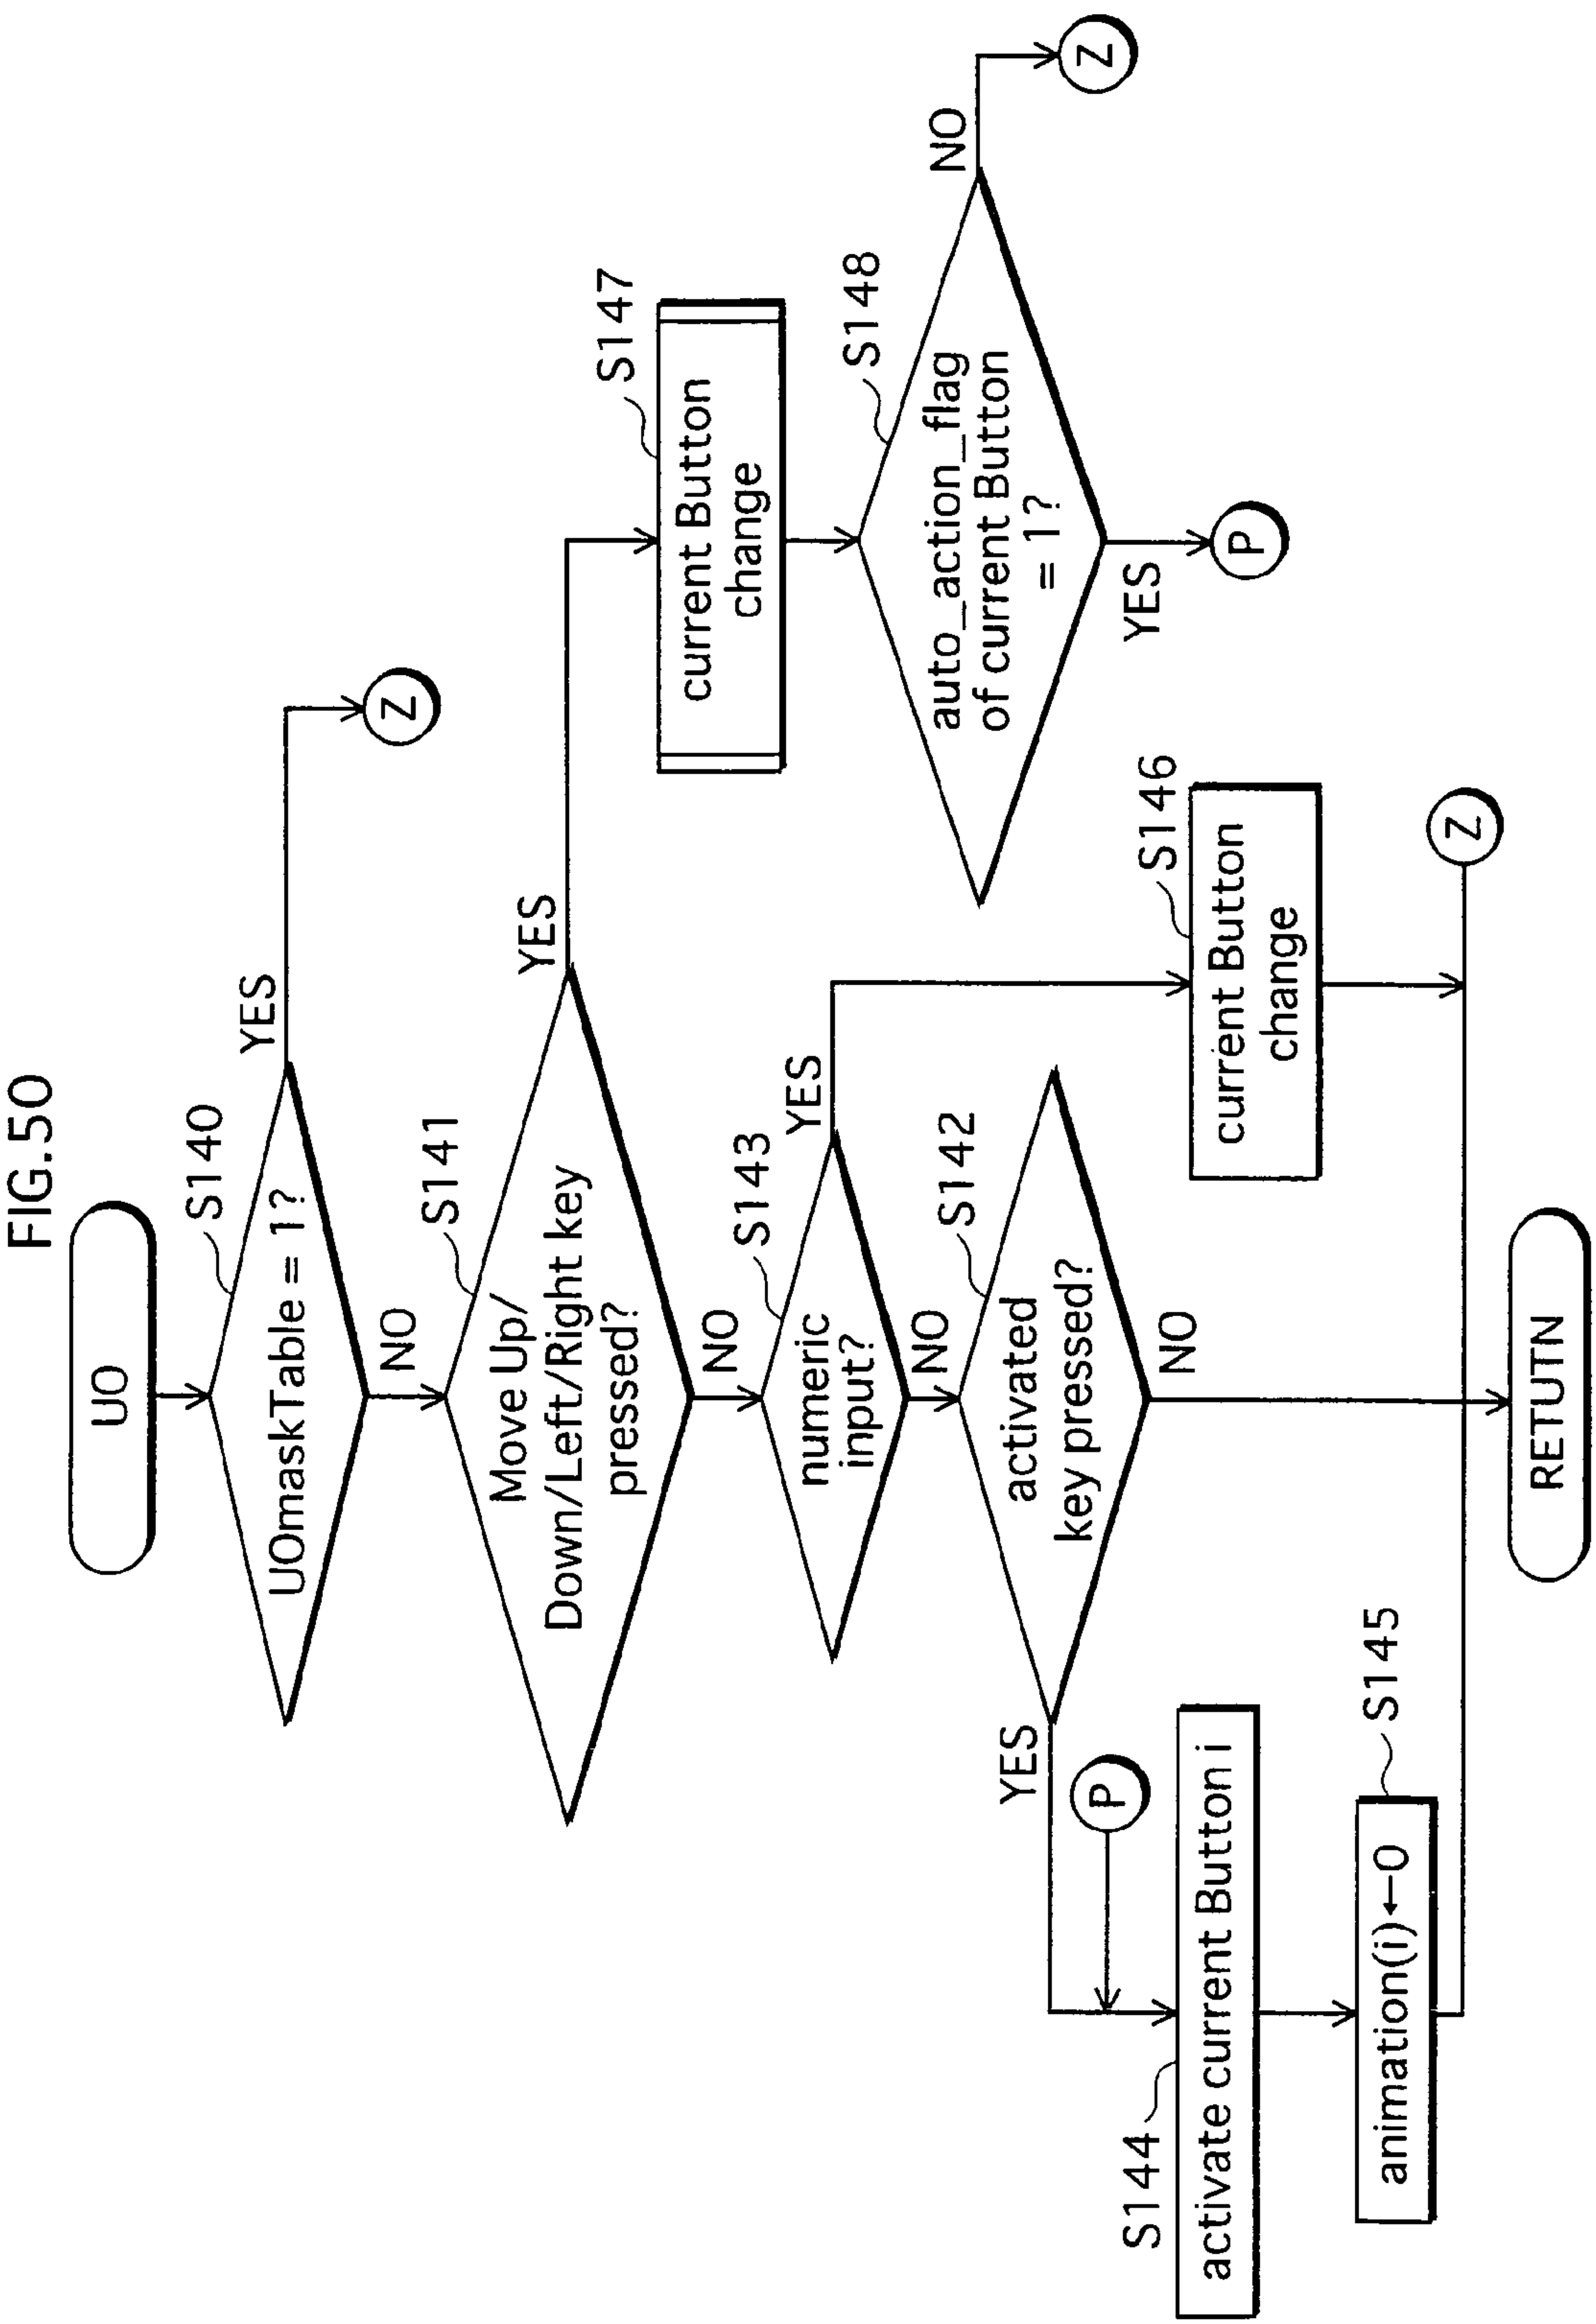 FIG.50
UO
S140
UOmaskTable = 1?
YES
Z
NO
S141
Move Up/
Down/Left/Right key
pressed?
YES
NO
S147
current Button
change
S148
auto_action_flag
of current Button
= 1?
NO
Z
YES
P
S143
numeric
input?
YES
NO
S142
activated
key pressed?
YES
NO
S146
current Button
change
Z
P
S144
activate current Button i
S145
animation(i)←0
RETUTN